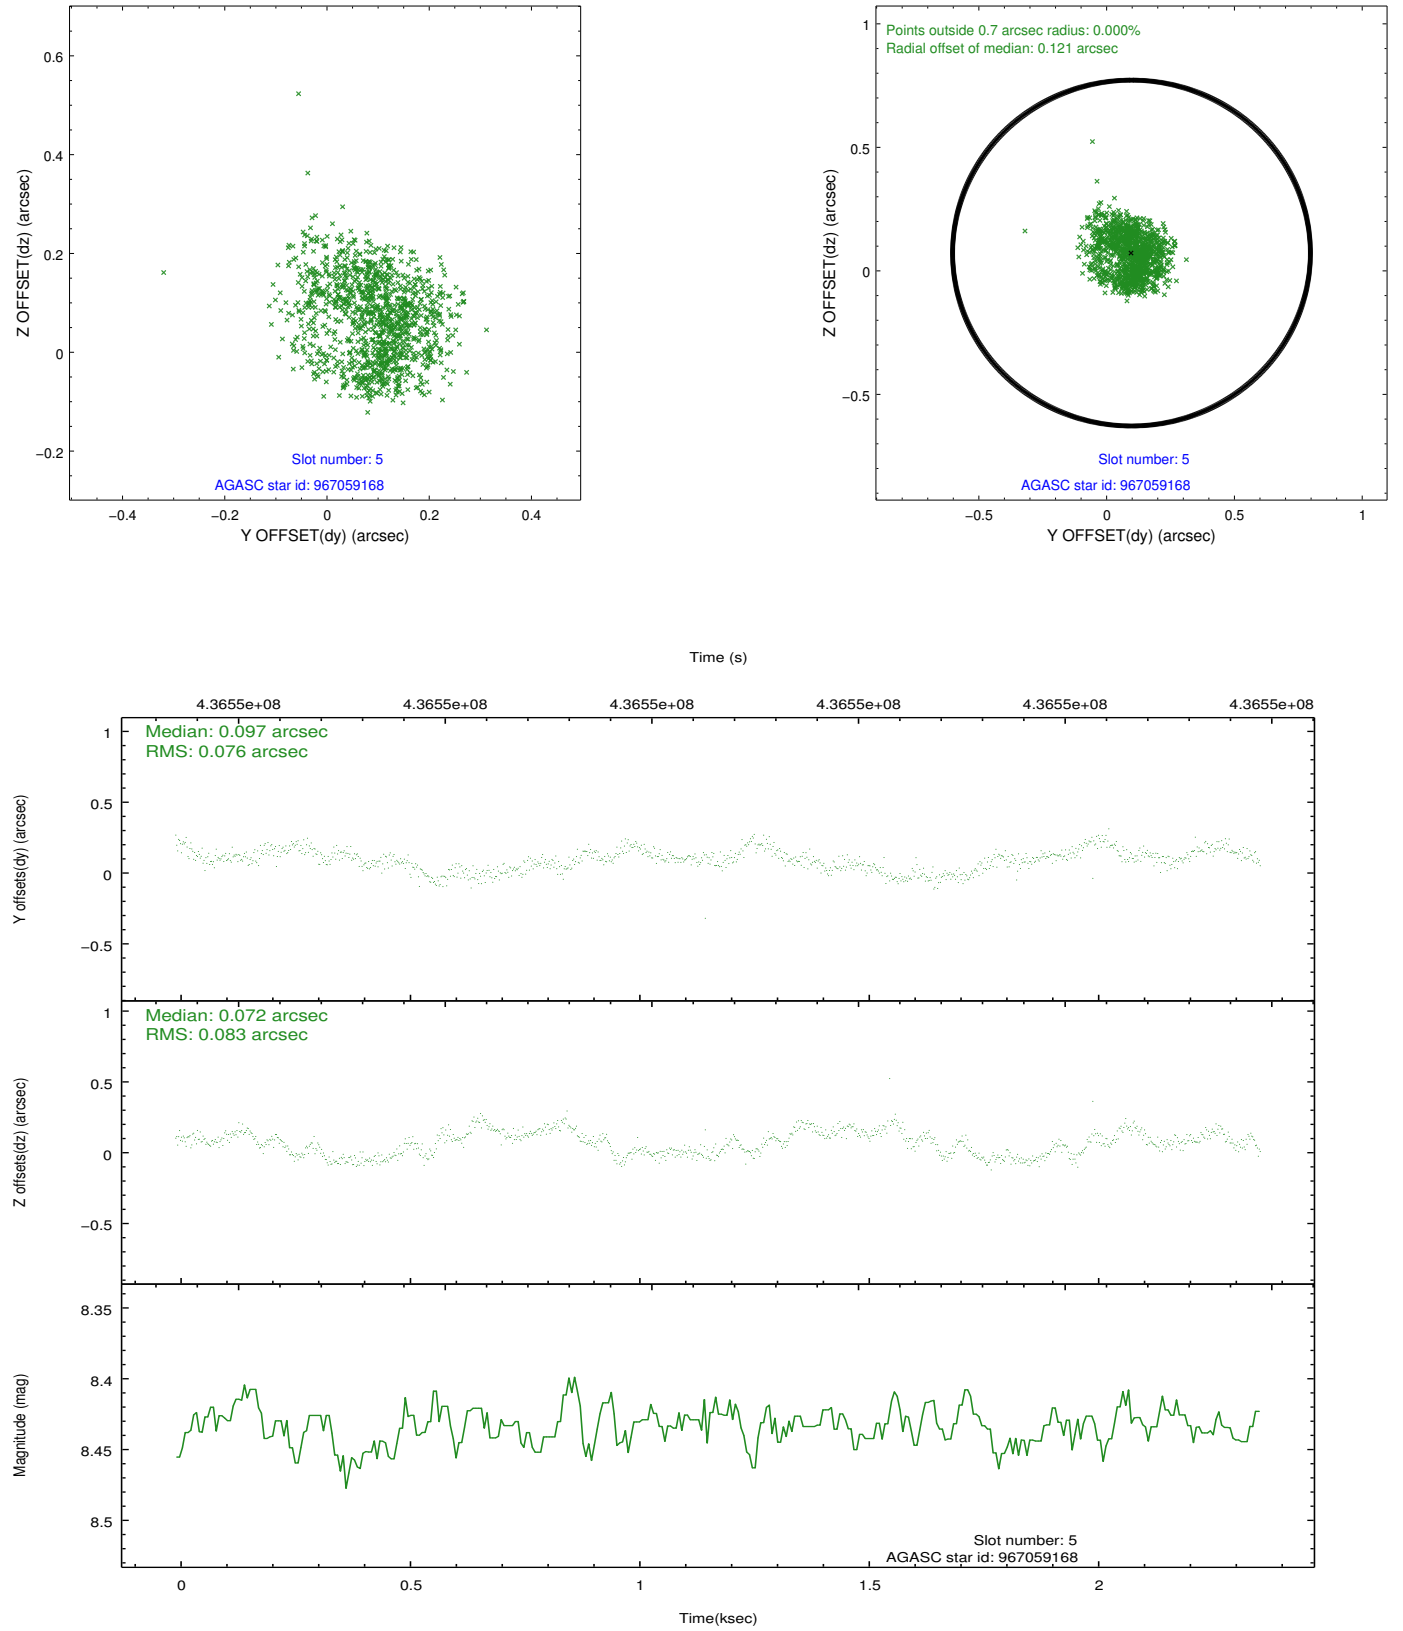 0.6
0.4
0.2
0
−0.2
−0.4
−0.2
0
0.2
0.4
Z OFFSET(dz) (arcsec)
Y OFFSET(dy) (arcsec)
Slot number: 5
AGASC star id: 967059168
Points outside 0.7 arcsec radius: 0.000%
Radial offset of median: 0.121 arcsec
1
0.5
0
−0.5
−0.5
0
0.5
1
Z OFFSET(dz) (arcsec)
Y OFFSET(dy) (arcsec)
Slot number: 5
AGASC star id: 967059168
Time (s)
4.3655e+08 4.3655e+08 4.3655e+08 4.3655e+08 4.3655e+08 4.3655e+08
Median: 0.097 arcsec
RMS: 0.076 arcsec
1
0.5
0
−0.5
Y offsets(dy) (arcsec)
Median: 0.072 arcsec
RMS: 0.083 arcsec
1
0.5
0
−0.5
Z offsets(dz) (arcsec)
8.35
8.4
8.45
8.5
Magnitude (mag)
Slot number: 5
AGASC star id: 967059168
0 0.5 1 1.5 2
Time(ksec)